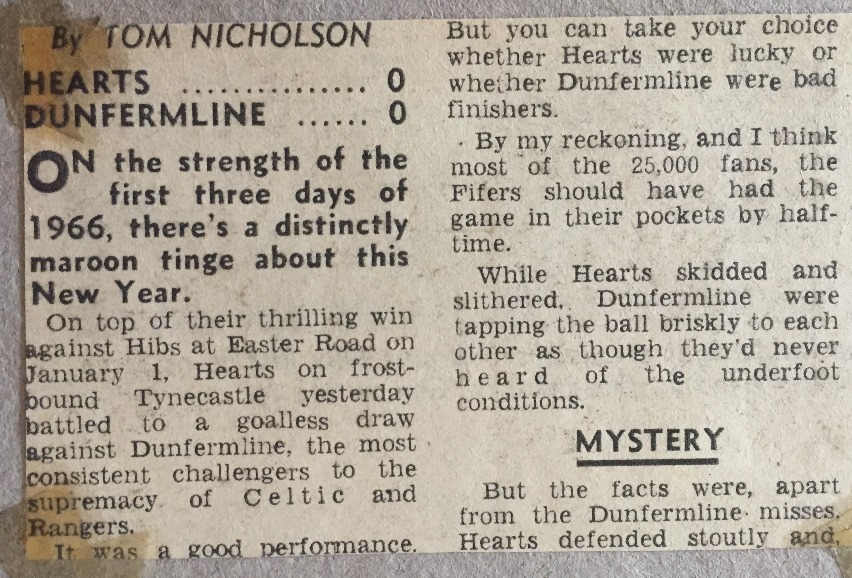 By TOM NICHOLSON
HEARTS ............... 0
DUNFERMLINE ...... 0
ON the strength of the
first three days of
1966, there's a distinctly
maroon tinge about this
New Year.
On top of their thrilling win
against Hibs at Easter Road on
January 1, Hearts on frost-
bound Tynecastle yesterday
battled to a goalless draw
against Dunfermline, the most
consistent challengers to the
supremacy of Celtic and
Rangers.
It was a good performance.
But you can take your choice
whether Hearts were lucky or
whether Dunfermline were bad
finishers.
By my reckoning, and I think
most of the 25,000 fans, the
Fifers should have had the
game in their pockets by half-
time.
While Hearts skidded and
slithered, Dunfermline were
tapping the ball briskly to each
other as though they'd never
heard of the underfoot
conditions.
MYSTERY
But the facts were, apart
from the Dunfermline misses,
Hearts defended stoutly and,